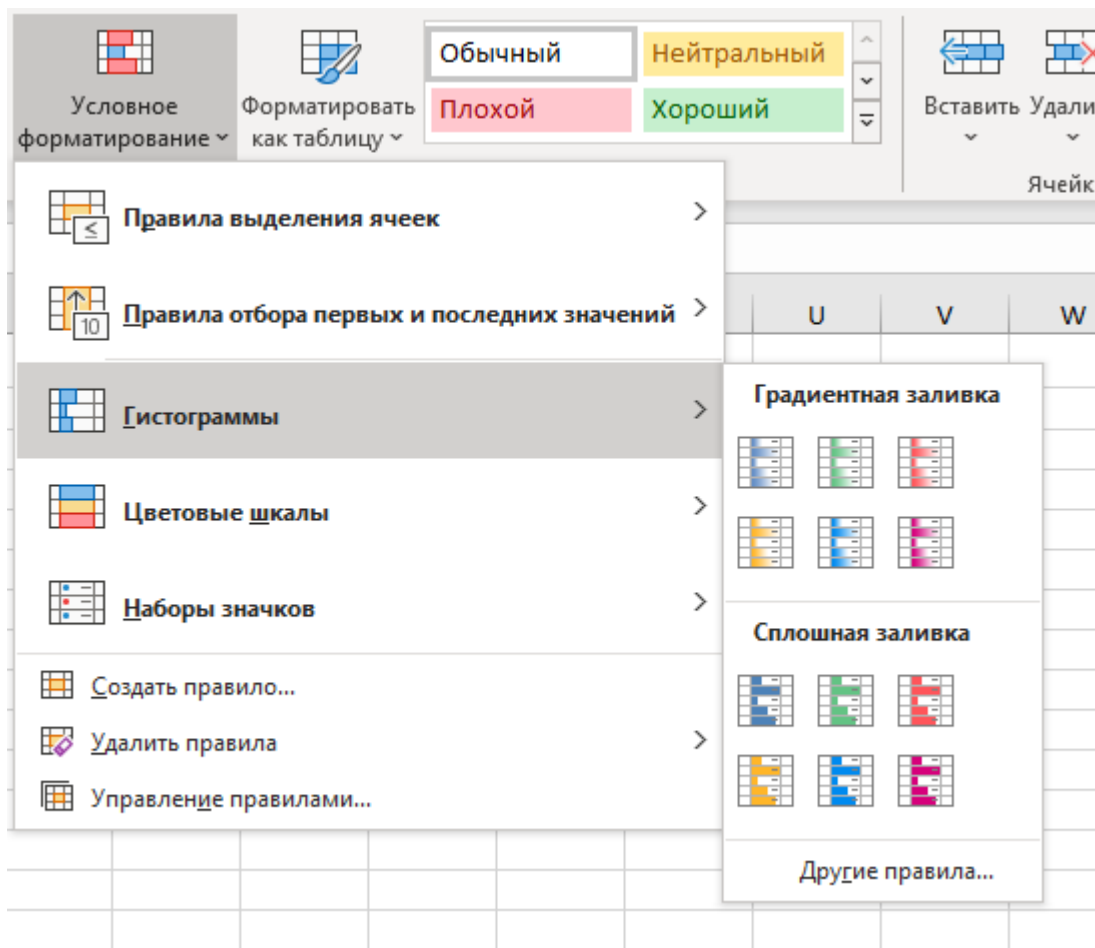 Обычный
Нейтральный
Условное
форматирование
Форматировать
как таблицу
Плохой
Хороший
Вставить
Удали
Ячейк
≤
Правила выделения ячеек
10
Правила отбора первых и последних значений
U
V
W
Гистограммы
Градиентная заливка
Цветовые шкалы
Наборы значков
Сплошная заливка
Создать правило...
Удалить правила
Управление правилами...
Другие правила...